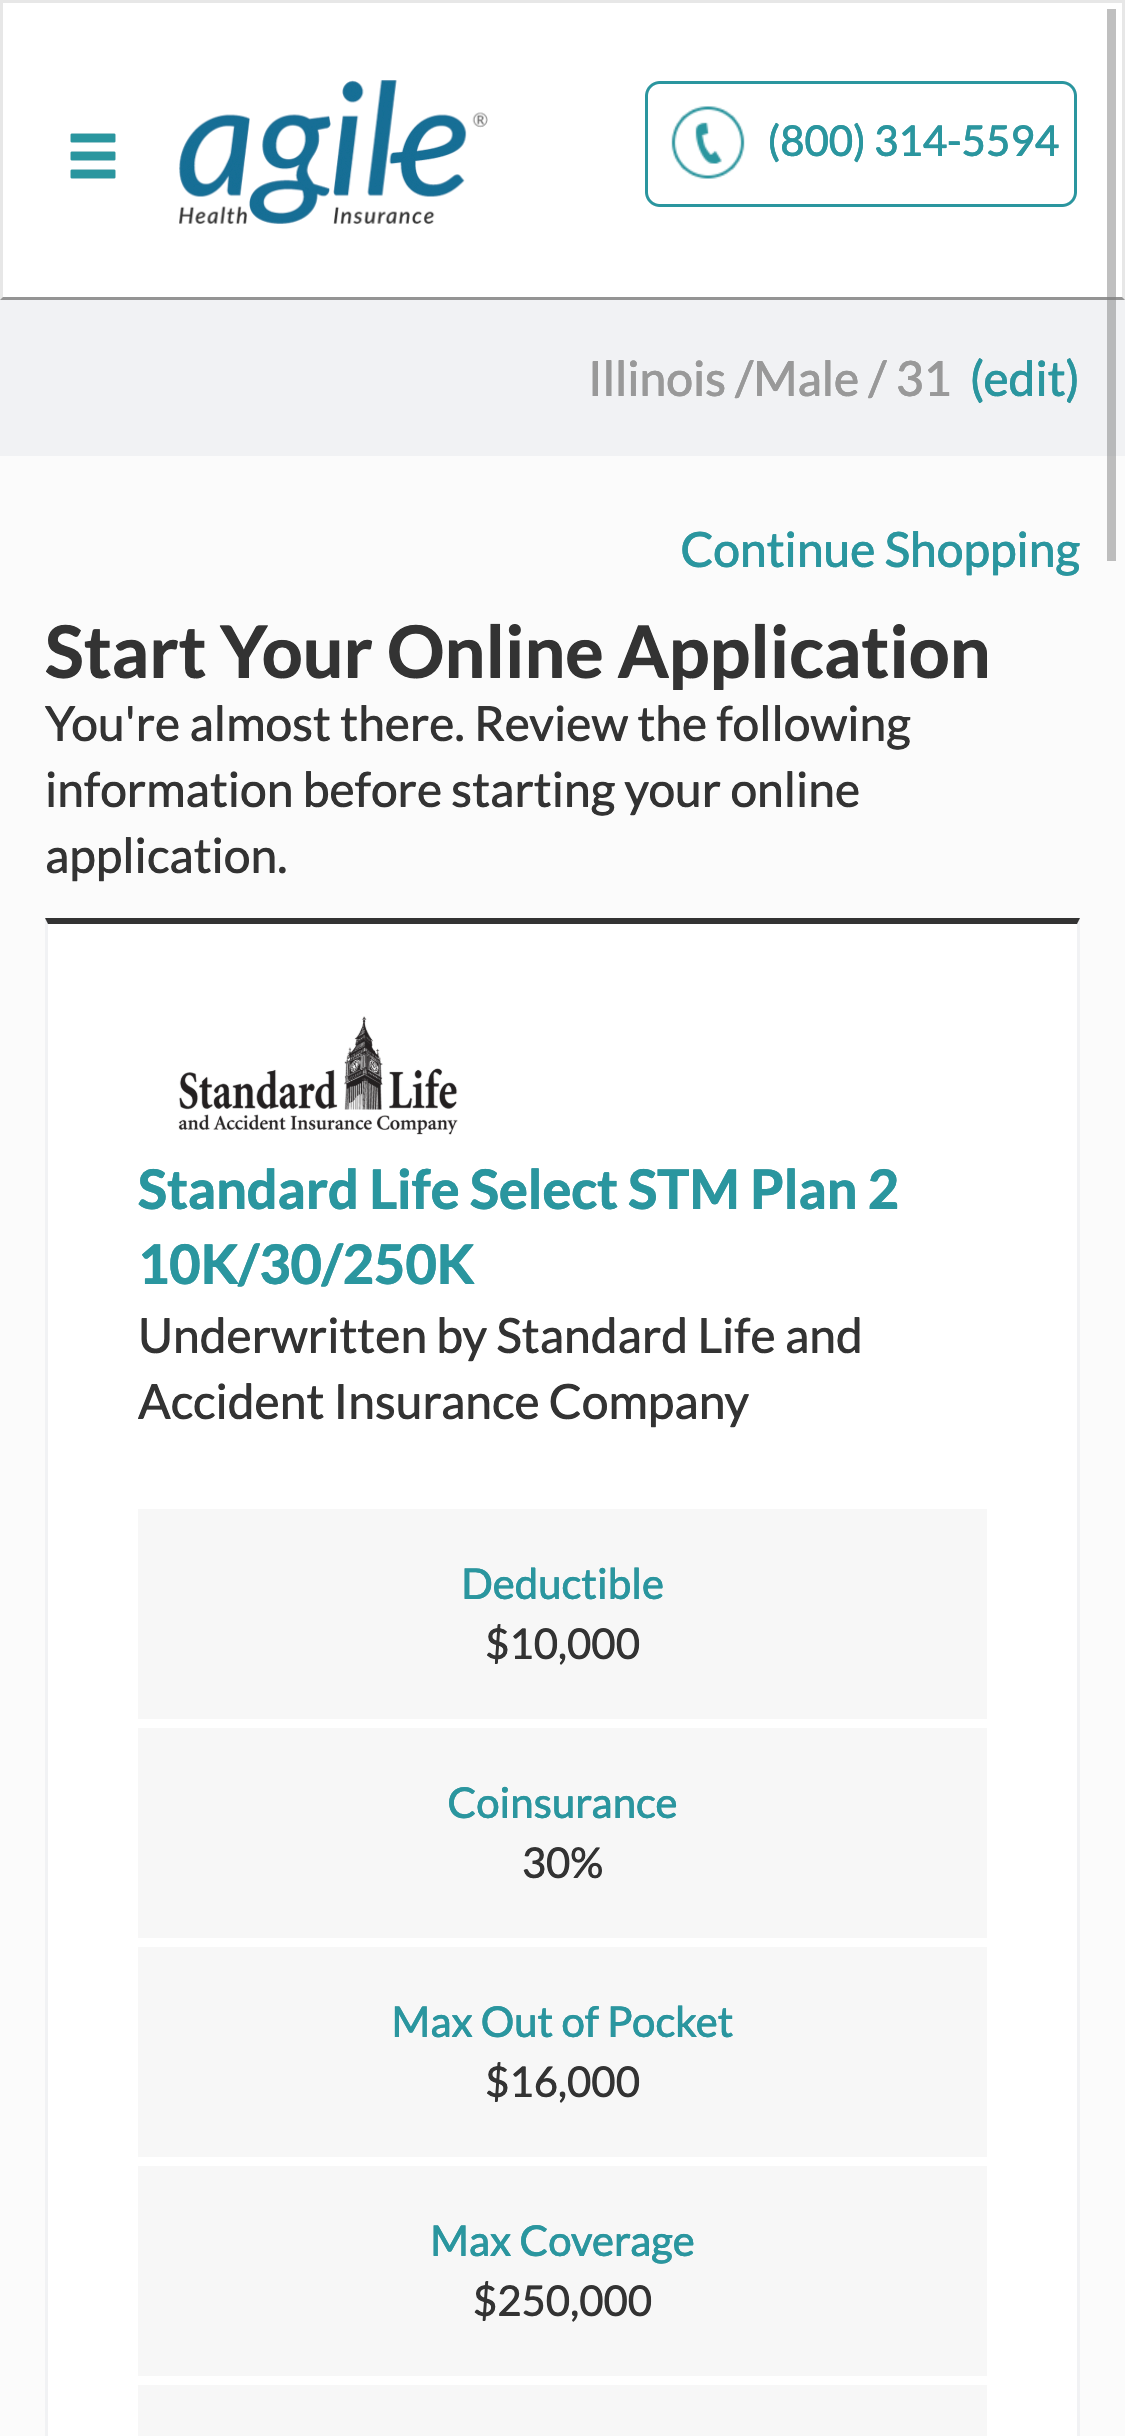 agile®
Health Insurance
(800) 314-5594
Illinois /Male / 31 (edit)
Continue Shopping
Start Your Online Application
You're almost there. Review the following
information before starting your online
application.
Standard Life
and Accident Insurance Company
Standard Life Select STM Plan 2
10K/30/250K
Underwritten by Standard Life and
Accident Insurance Company
Deductible
$10,000
Coinsurance
30%
Max Out of Pocket
$16,000
Max Coverage
$250,000